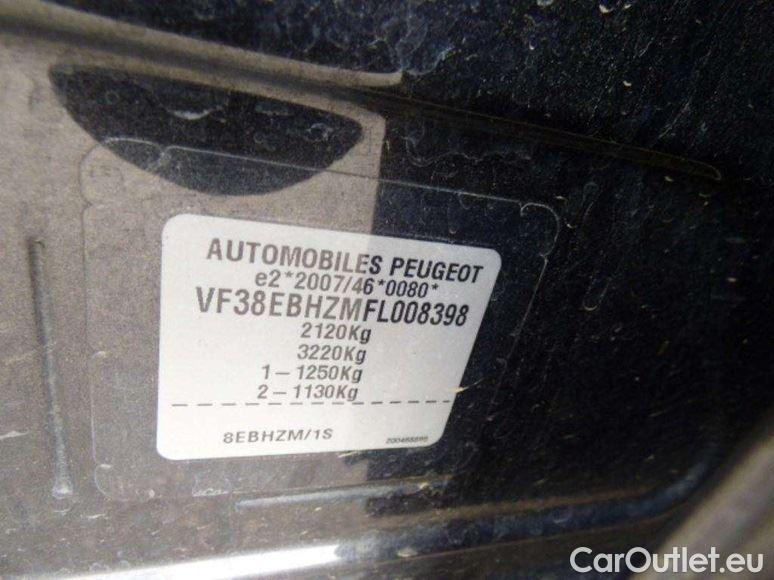 AUTOMOBILES PEUGEOT
e2*2007/46*0080*
VF38EBHZMFL008398
2120Kg
3220Kg
1-1250Kg
2-1130Kg
8EBHZM/1S
CarOutlet.eu